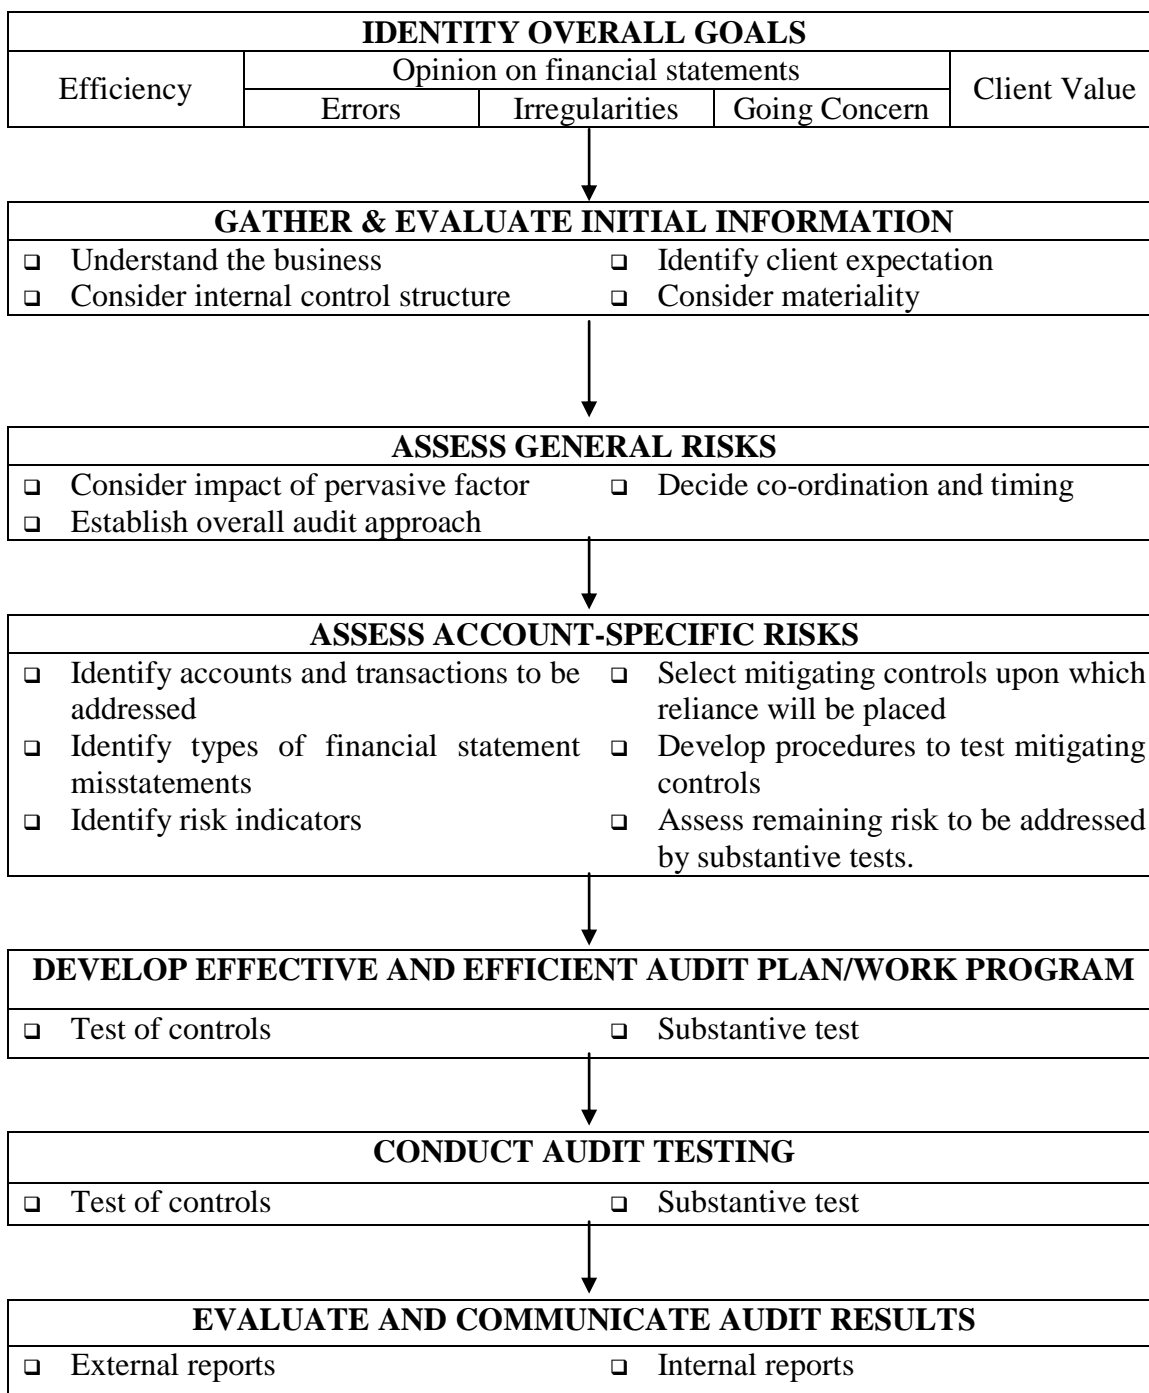 IDENTITY OVERALL GOALS
Efficiency
Opinion on financial statements
Client Value
Errors
Irregularities
Going Concern
GATHER & EVALUATE INITIAL INFORMATION
❑ Understand the business
❑ Identify client expectation
❑ Consider internal control structure
❑ Consider materiality
ASSESS GENERAL RISKS
❑ Consider impact of pervasive factor
❑ Decide co-ordination and timing
❑ Establish overall audit approach
ASSESS ACCOUNT-SPECIFIC RISKS
❑ Identify accounts and transactions to be
addressed
❑ Identify types of financial statement
misstatements
❑ Identify risk indicators
❑ Select mitigating controls upon which
reliance will be placed
❑ Develop procedures to test mitigating
controls
❑ Assess remaining risk to be addressed
by substantive tests.
DEVELOP EFFECTIVE AND EFFICIENT AUDIT PLAN/WORK PROGRAM
❑ Test of controls
❑ Substantive test
CONDUCT AUDIT TESTING
❑ Test of controls
❑ Substantive test
EVALUATE AND COMMUNICATE AUDIT RESULTS
❑ External reports
❑ Internal reports